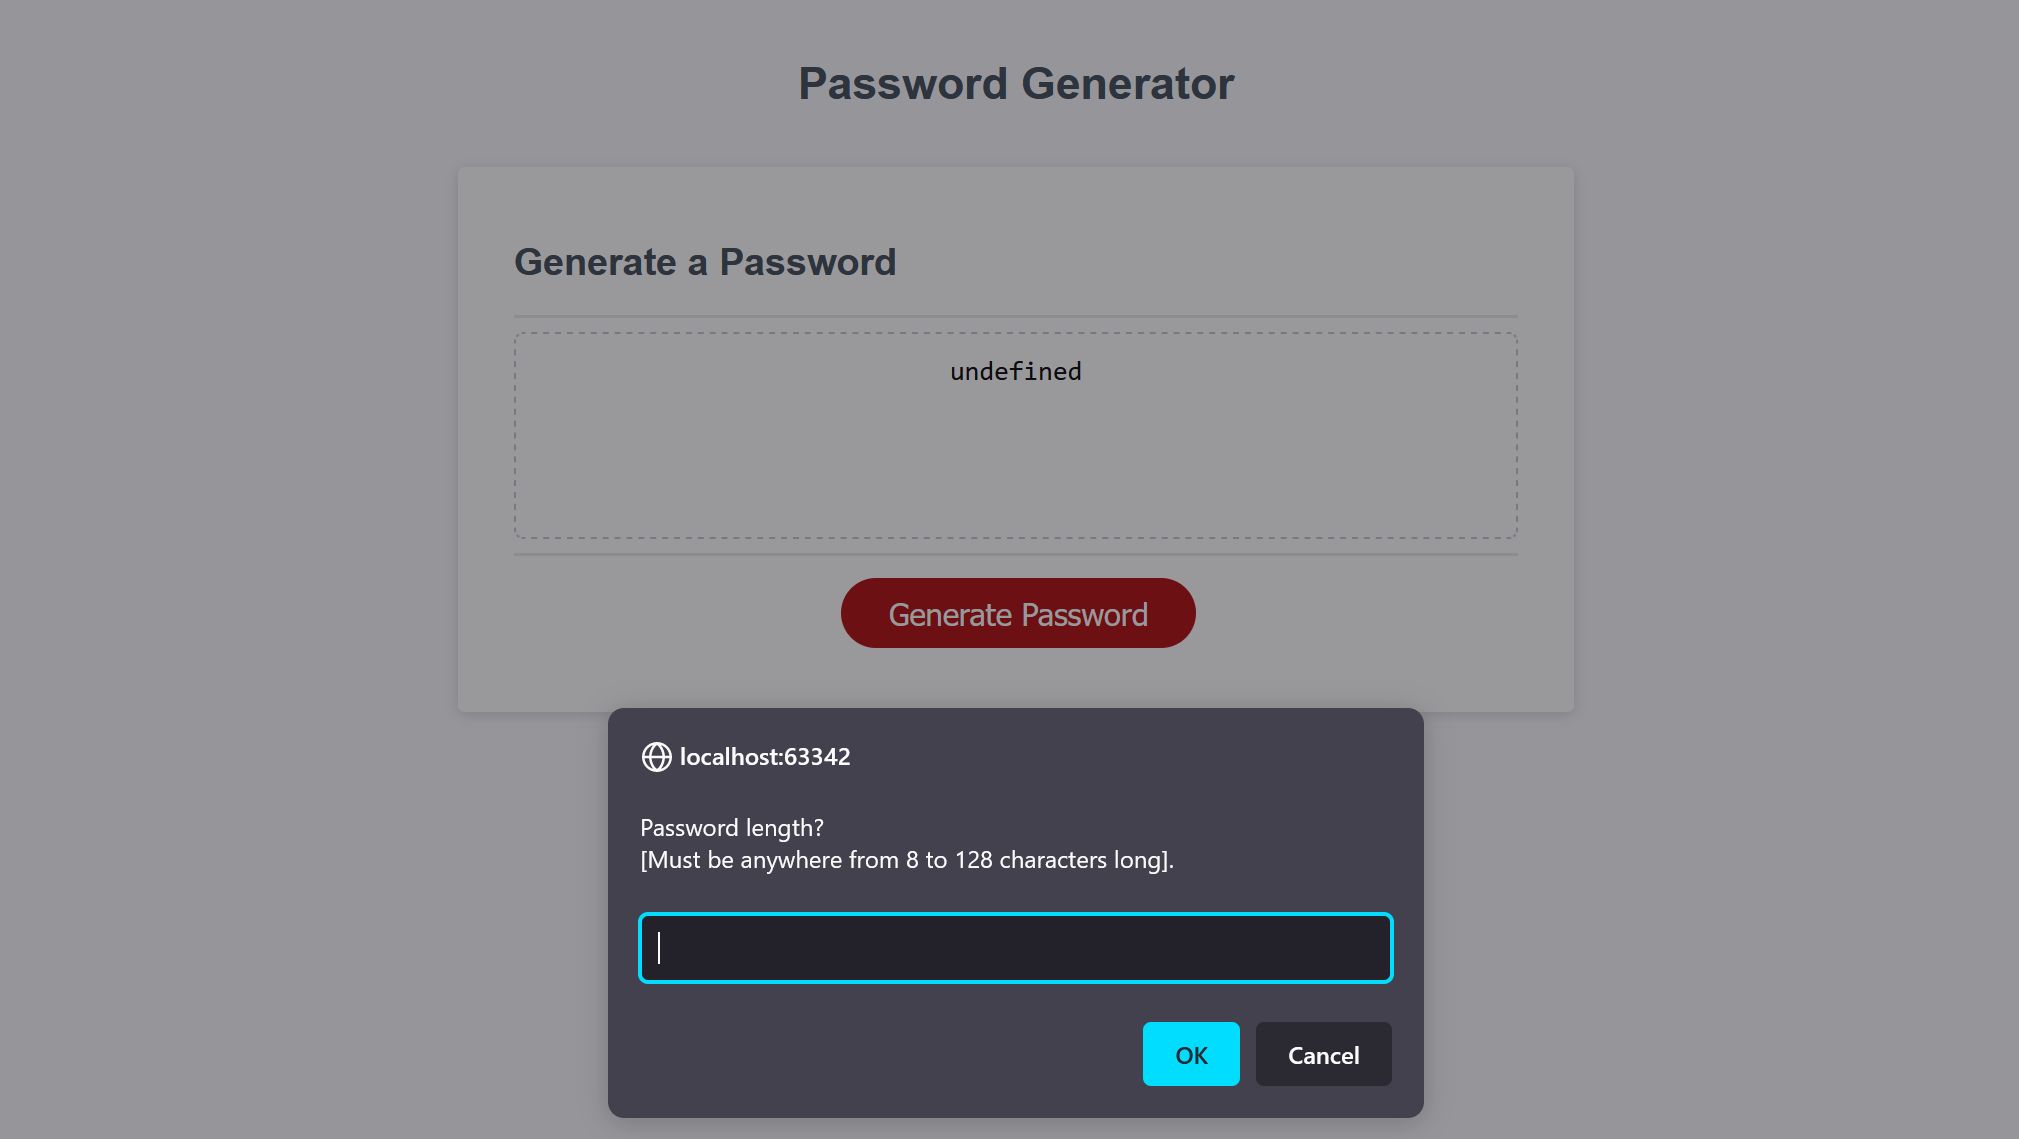 Password Generator
Generate a Password
undefined
Generate Password
localhost:63342
Password length?
[Must be anywhere from 8 to 128 characters long].
OK
Cancel